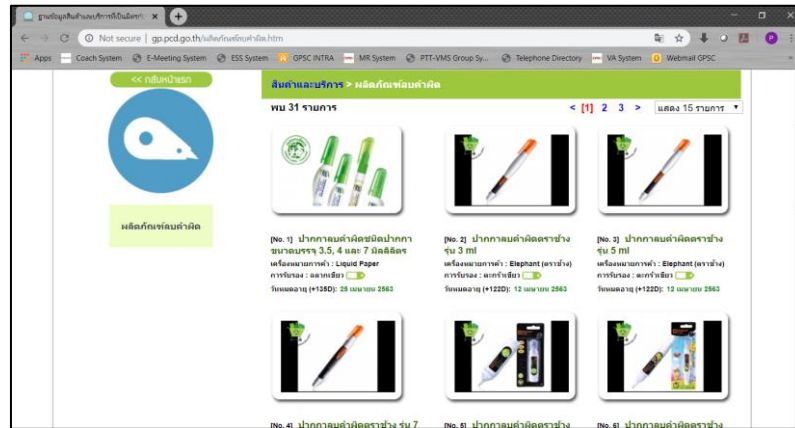 ฐานข้อมูลสินค้าและบริการที่เป็นมิตรกับ
Not secure | gp.pcd.go.th/ผลิตภัณฑ์ลบคำผิด.htm
Apps Coach System E-Meeting System ESS System GPSC INTRA MR System PTT-VMS Group Sy... Telephone Directory VA System Webmail GPSC
<< กลับหน้าแรก
สินค้าและบริการ > ผลิตภัณฑ์ลบคำผิด
พบ 31 รายการ
< [1] 2 3 > แสดง 15 รายการ
ผลิตภัณฑ์ลบคำผิด
[No. 1] ปากกาลบคำผิดชนิดปากกา
ขนาดบรรจุ 3.5, 4 และ 7 มิลลิลิตร
เครื่องหมายการค้า : Liquid Paper
การรับรอง : ฉลากเขียว
วันหมดอายุ (+135D): 25 เมษายน 2563
[No. 2] ปากกาลบคำผิดตราช้าง
รุ่น 3 ml
เครื่องหมายการค้า : Elephant (ตราช้าง)
การรับรอง : ตะกร้าเขียว
วันหมดอายุ (+122D): 12 เมษายน 2563
[No. 3] ปากกาลบคำผิดตราช้าง
รุ่น 5 ml
เครื่องหมายการค้า : Elephant (ตราช้าง)
การรับรอง : ตะกร้าเขียว
วันหมดอายุ (+122D): 12 เมษายน 2563
[No. 4] ปากกาลบคำผิดตราช้าง รุ่น 7
[No. 5] ปากกาลบคำผิดตราช้าง
[No. 6] ปากกาลบคำผิดตราช้าง